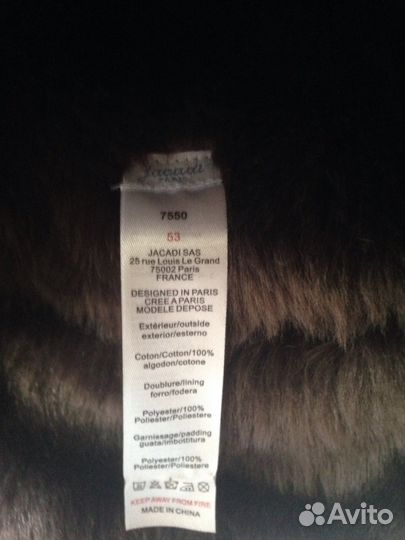 Jacadi
PARIS
7550
53
JACADI SAS
25 rue Louis Le Grand
75002 Paris
FRANCE
DESIGNED IN PARIS
CREE A PARIS
MODELE DEPOSE
Extérieur/outside
exterior/esterno
Coton/Cotton/100%
algodon/cotone
Doublure/lining
forro/fodera
Polyester/100%
Poliester/Poliestere
Garnissage/padding
guata/imbottitura
Polyester/100%
Poliester/Poliestere
KEEP AWAY FROM FIRE
MADE IN CHINA
Avito